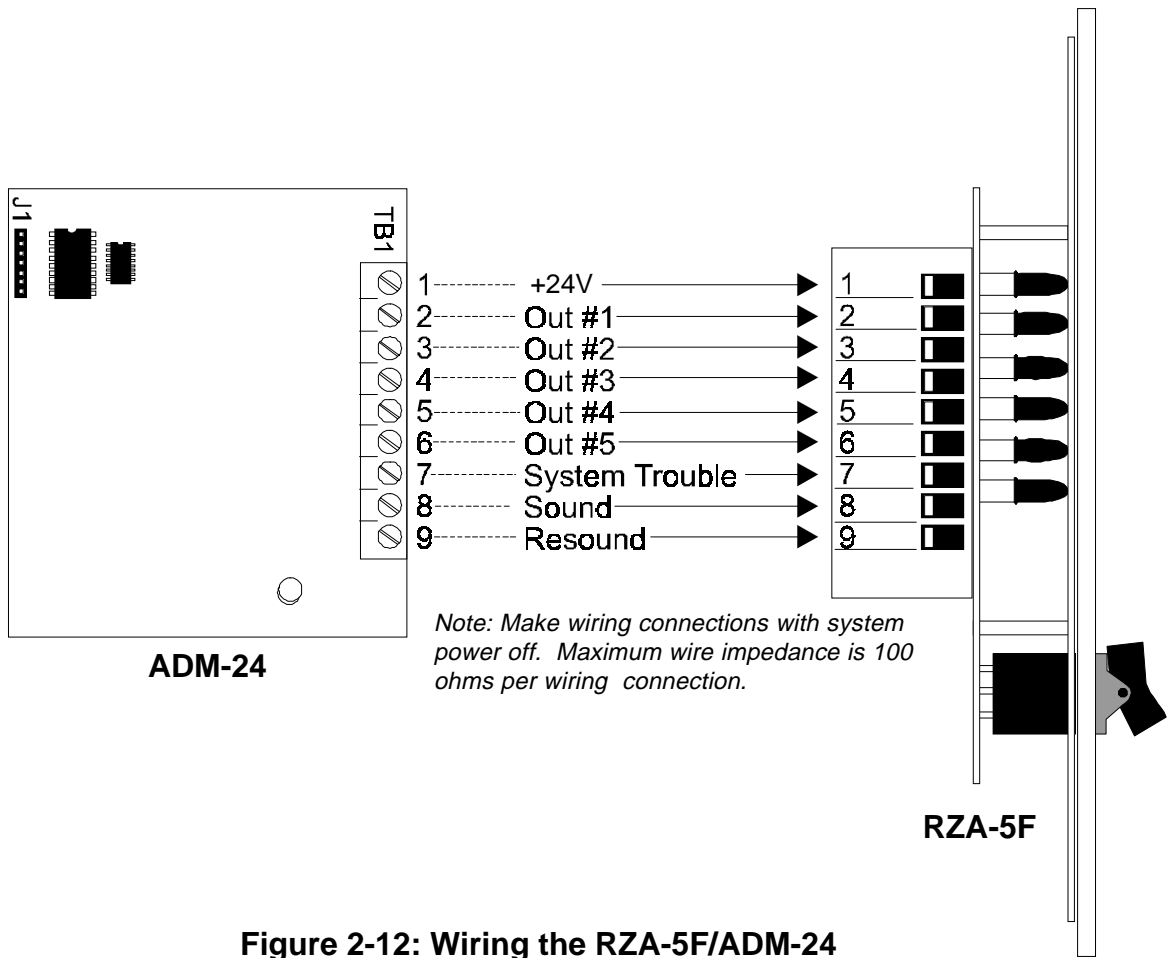 J1
TB1
1 +24V 1
2 Out #1 2
3 Out #2 3
4 Out #3 4
5 Out #4 5
6 Out #5 6
7 System Trouble 7
8 Sound 8
9 Resound 9
Note: Make wiring connections with system
power off. Maximum wire impedance is 100
ohms per wiring connection.
ADM-24
RZA-5F
Figure 2-12: Wiring the RZA-5F/ADM-24